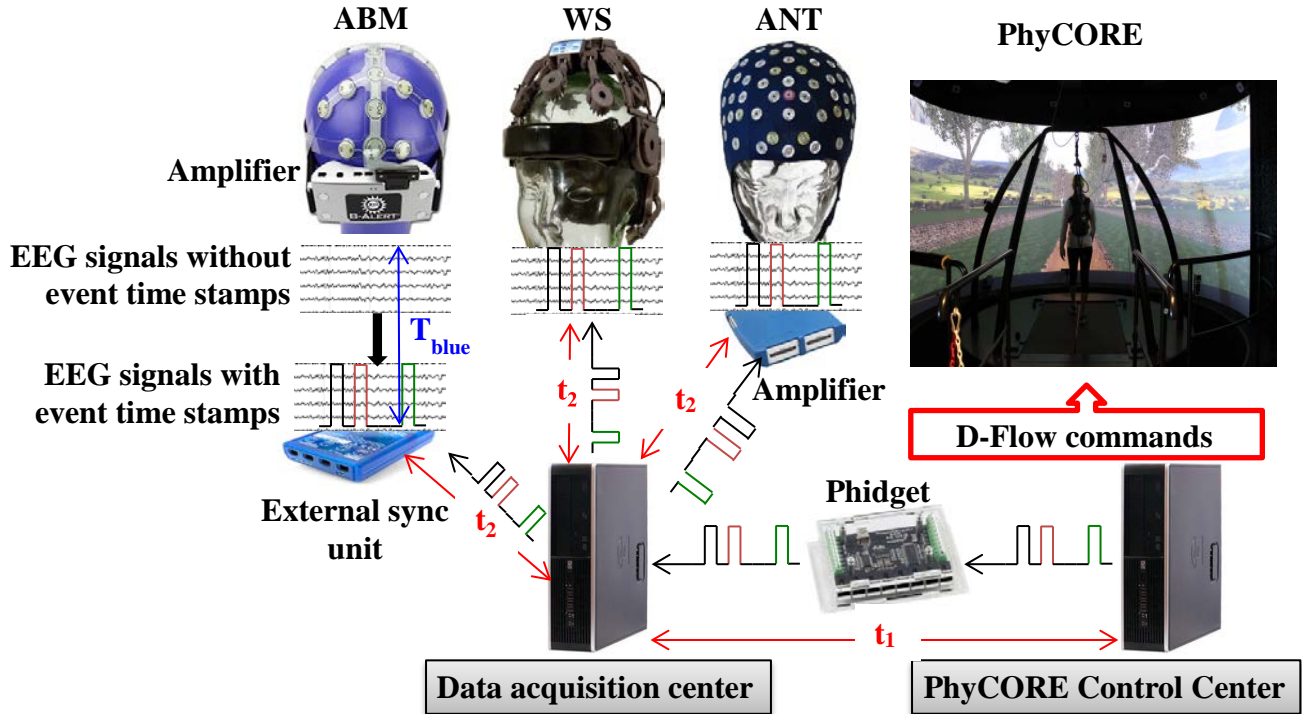 ABM
WS
ANT
PhyCORE
Amplifier
B-ALERT
EEG signals without
event time stamps
T_blue
EEG signals with
event time stamps
t₂
t₂
t₂
Amplifier
D-Flow commands
External sync
unit
Phidget
t₁
Data acquisition center
PhyCORE Control Center